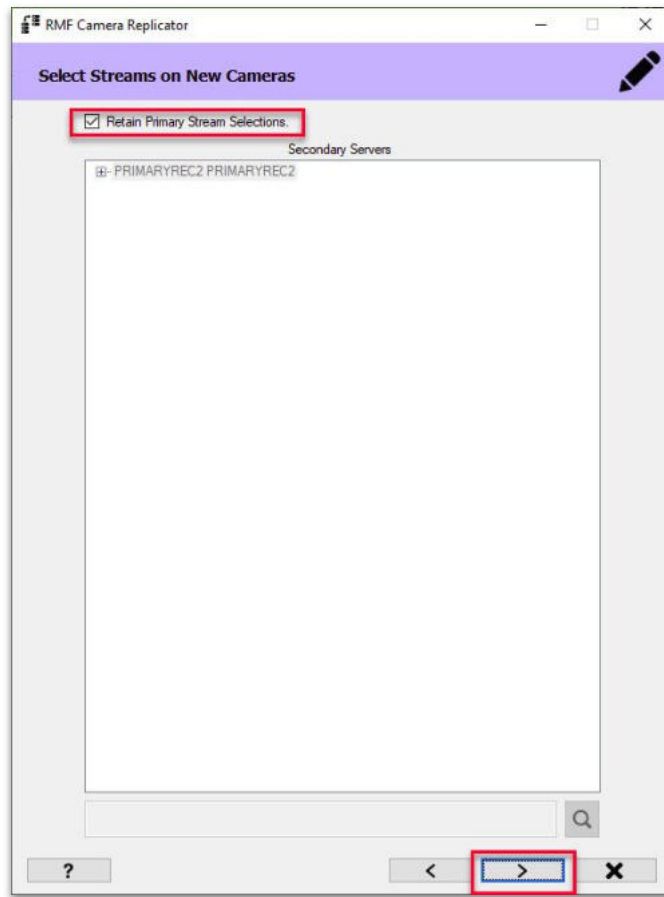 RMF Camera Replicator
Select Streams on New Cameras
Retain Primary Stream Selections.
Secondary Servers
PRIMARYREC2 PRIMARYREC2
? < >